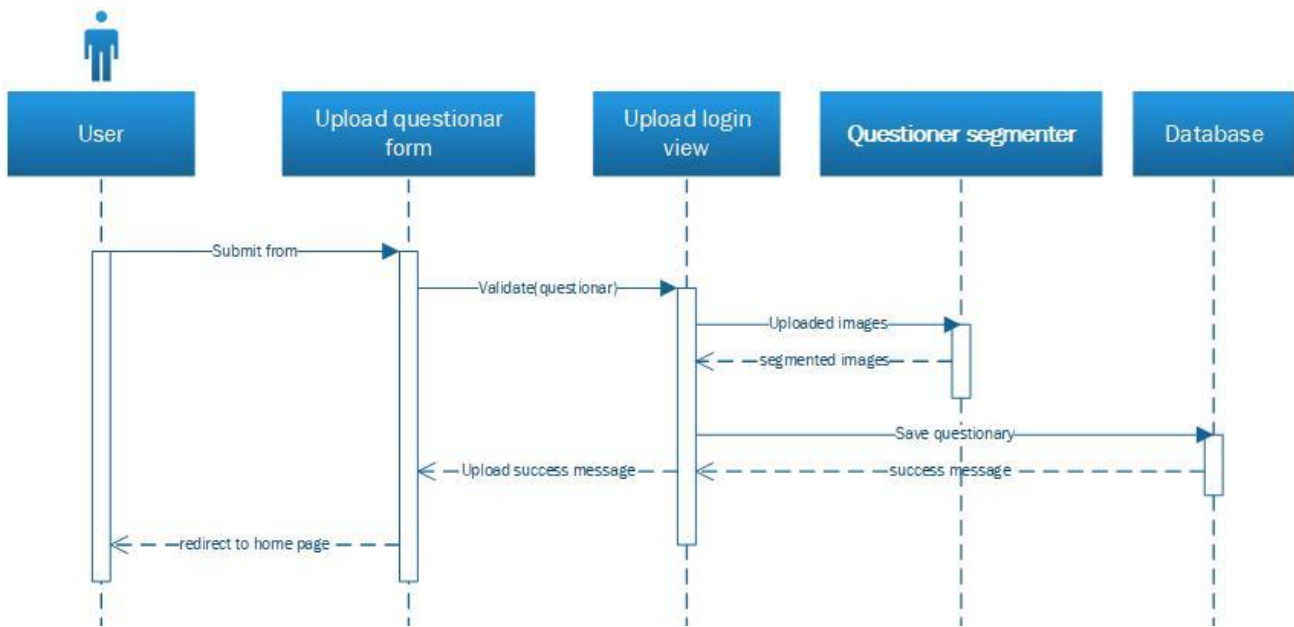 User
Upload questionar
form
Upload login
view
Questioner segmenter
Database
Submit from
Validate(questionar)
Uploaded images
segmented images
Save questionary
Upload success message
success message
redirect to home page